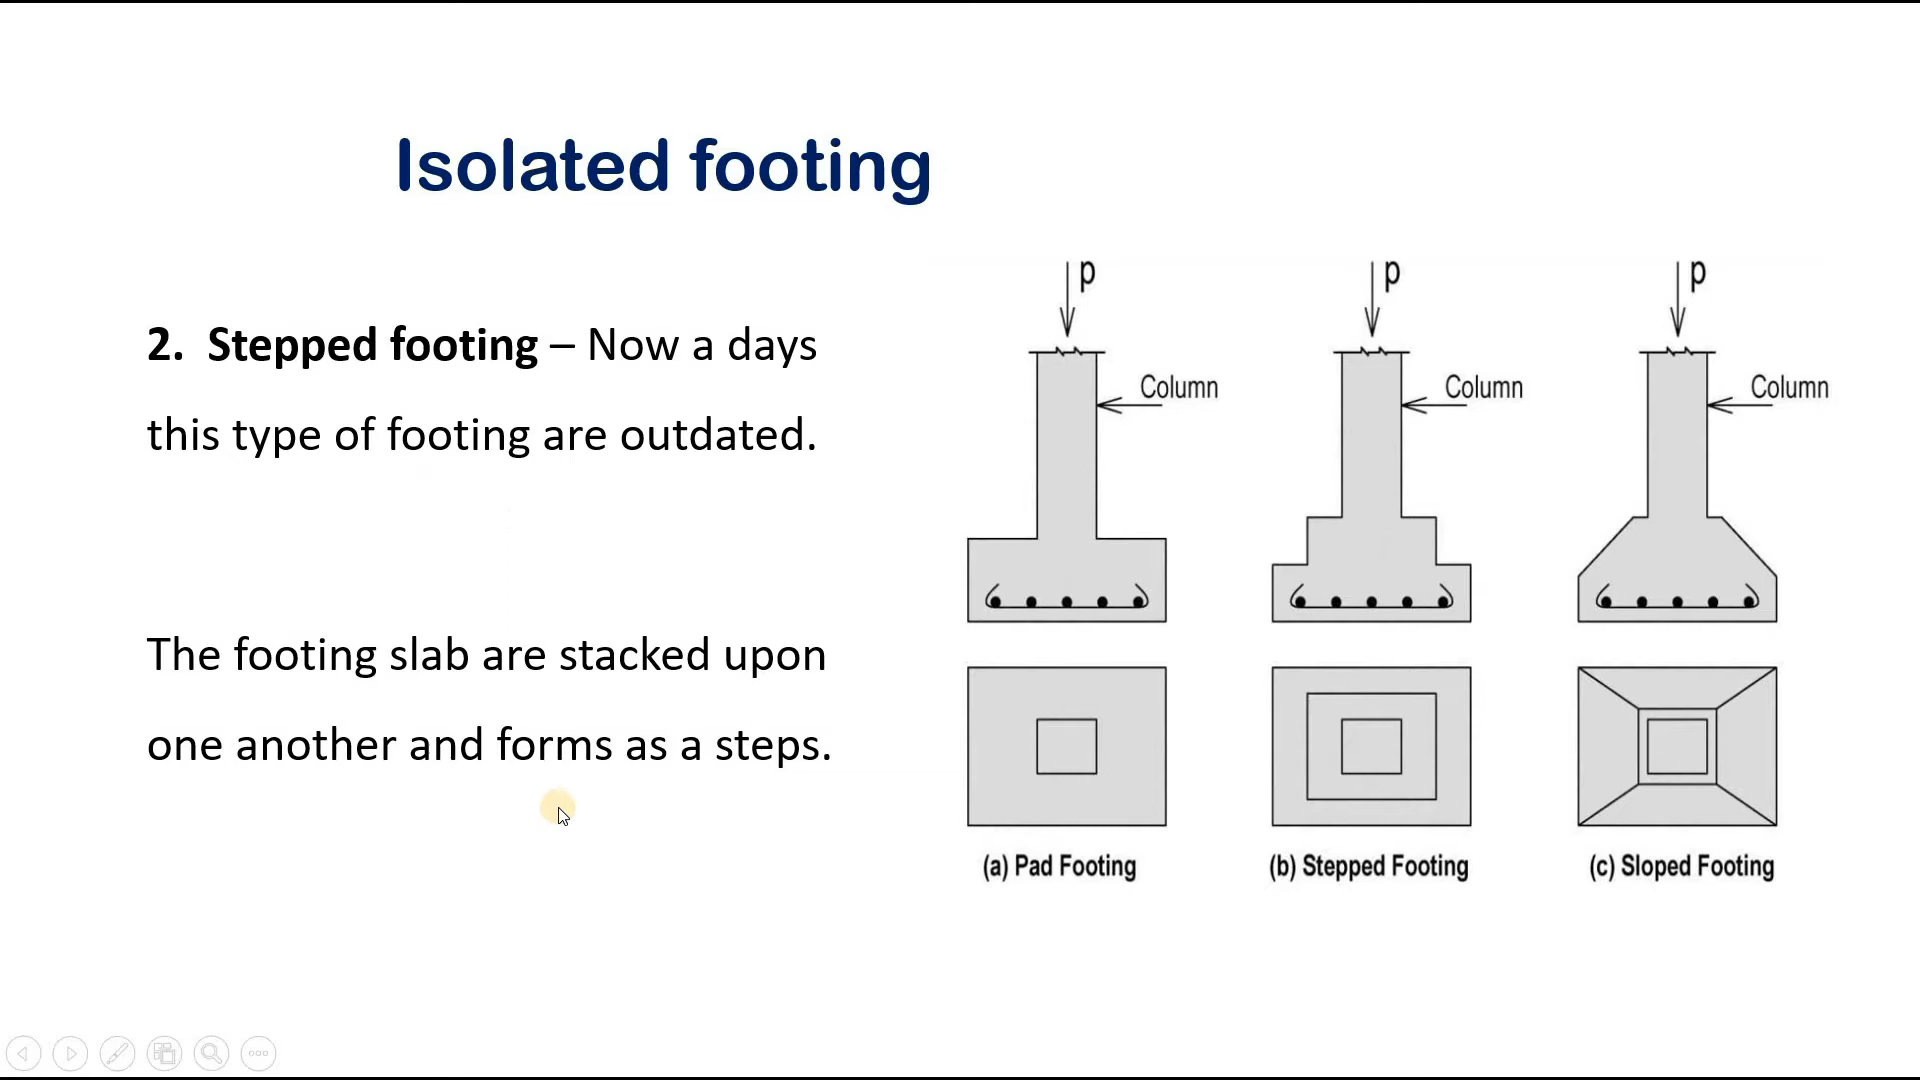 Isolated footing
2. Stepped footing – Now a days
this type of footing are outdated.
The footing slab are stacked upon
one another and forms as a steps.
p
p
p
Column
Column
Column
(a) Pad Footing
(b) Stepped Footing
(c) Sloped Footing